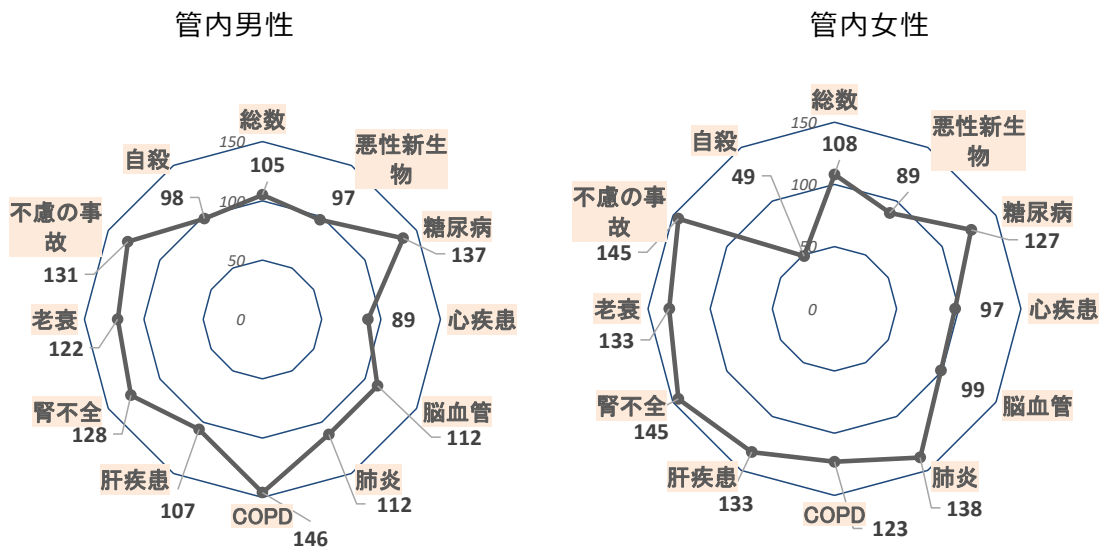 管内男性
総数
150
105
100
50
0
悪性新生
物
97
糖尿病
137
心疾患
89
脳血管
112
肺炎
112
COPD
146
肝疾患
107
腎不全
128
老衰
122
不慮の事
故
131
自殺
98
管内女性
総数
150
108
100
50
0
悪性新生
物
89
糖尿病
127
心疾患
97
脳血管
99
肺炎
138
COPD
123
肝疾患
133
腎不全
145
老衰
133
不慮の事
故
145
自殺
49